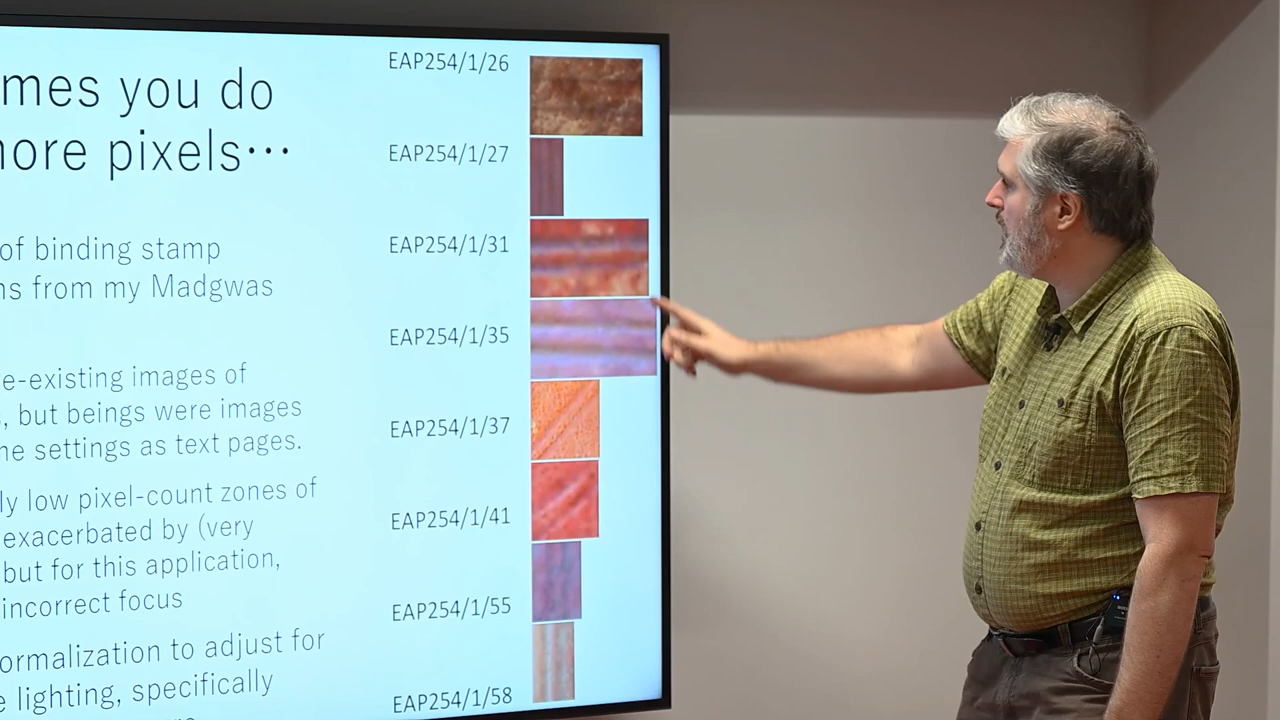 mes you do
ore pixels…
of binding stamp
ns from my Madgwas
e-existing images of
, but beings were images
e settings as text pages.
ly low pixel-count zones of
exacerbated by (very
but for this application,
incorrect focus
ormalization to adjust for
e lighting, specifically
EAP254/1/26
EAP254/1/27
EAP254/1/31
EAP254/1/35
EAP254/1/37
EAP254/1/41
EAP254/1/55
EAP254/1/58